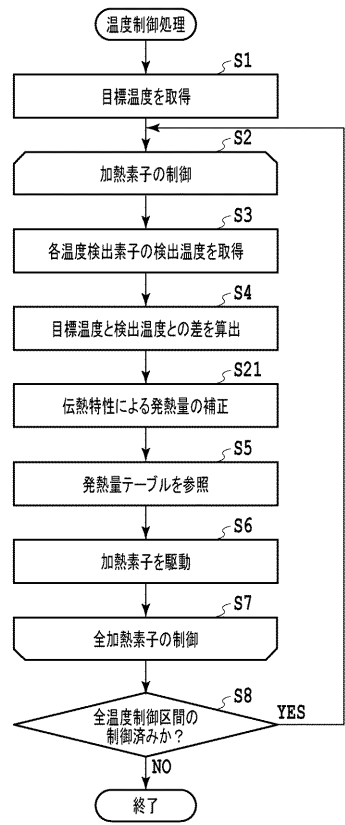 温度制御処理
S1
目標温度を取得
S2
加熱素子の制御
S3
各温度検出素子の検出温度を取得
S4
目標温度と検出温度との差を算出
S21
伝熱特性による発熱量の補正
S5
発熱量テーブルを参照
S6
加熱素子を駆動
S7
全加熱素子の制御
S8
全温度制御区間の
制御済みか?
YES
NO
終了